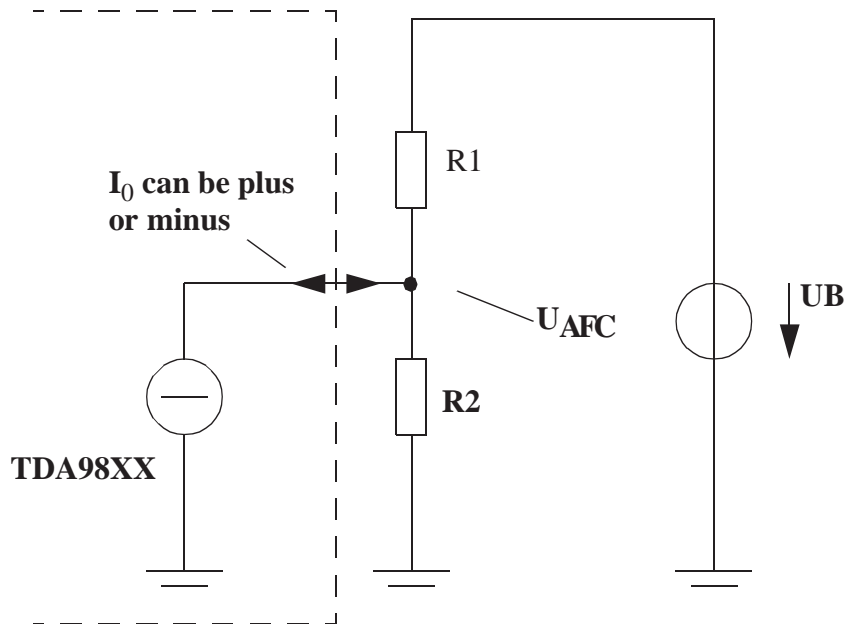 R1
I0 can be plus
or minus
UB
UAFC
R2
TDA98XX